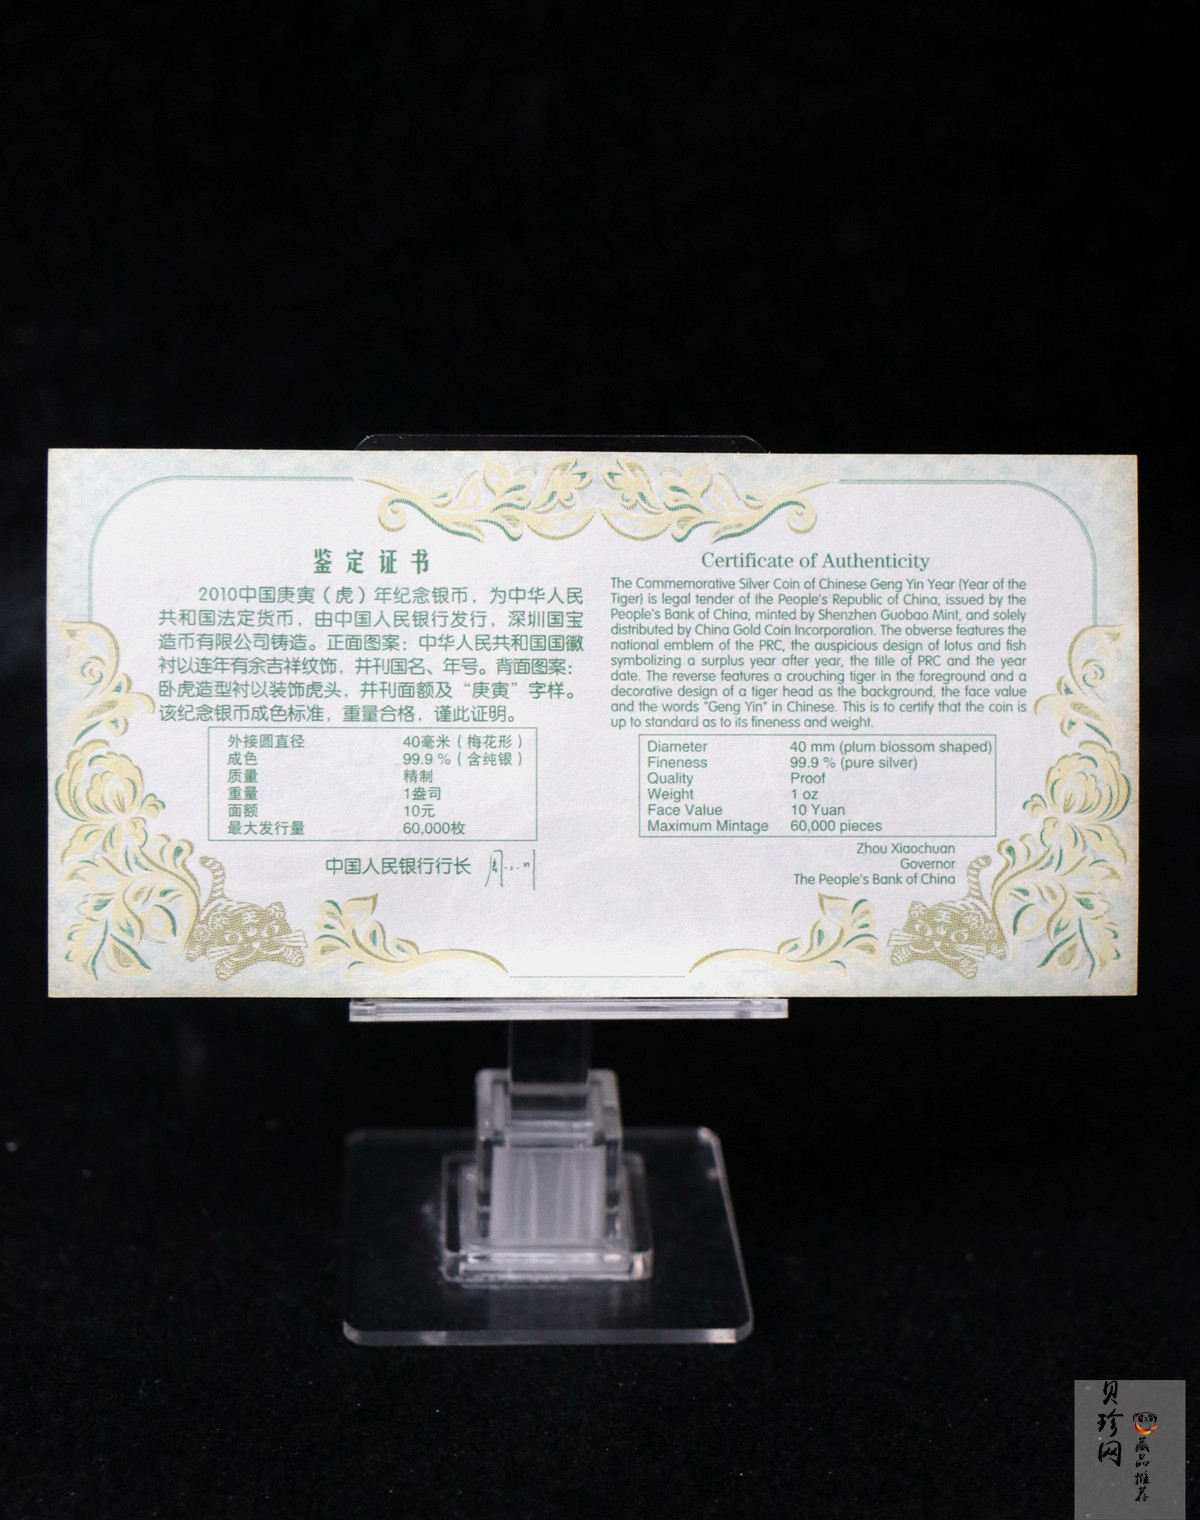 鉴定证书
2010中国庚寅（虎）年纪念银币，为中华人民
共和国法定货币，由中国人民银行发行，深圳国宝
造币有限公司铸造。正面图案：中华人民共和国国徽
衬以连年有余吉祥纹饰，并刊国名、年号。背面图案：
卧虎造型衬以装饰虎头，并刊面额及“庚寅”字样。
该纪念银币成色标准，重量合格，谨此证明。
外接圆直径 40毫米（梅花形）
成色 99.9％（含纯银）
质量 精制
重量 1盎司
面额 10元
最大发行量 60,000枚
中国人民银行行长
Certificate of Authenticity
The Commemorative Silver Coin of Chinese Geng Yin Year (Year of the
Tiger) is legal tender of the People's Republic of China, issued by the
People's Bank of China, minted by Shenzhen Guobao Mint, and solely
distributed by China Gold Coin Incorporation. The obverse features the
national emblem of the PRC, the auspicious design of lotus and fish
symbolizing a surplus year after year, the title of PRC and the year
date. The reverse features a crouching tiger in the foreground and a
decorative design of a tiger head as the background, the face value
and the words "Geng Yin" in Chinese. This is to certify that the coin is
up to standard as to its fineness and weight.
Diameter 40 mm (plum blossom shaped)
Fineness 99.9 % (pure silver)
Quality Proof
Weight 1 oz
Face Value 10 Yuan
Maximum Mintage 60,000 pieces
Zhou Xiaochuan
Governor
The People's Bank of China
贝珍网
藏品推荐